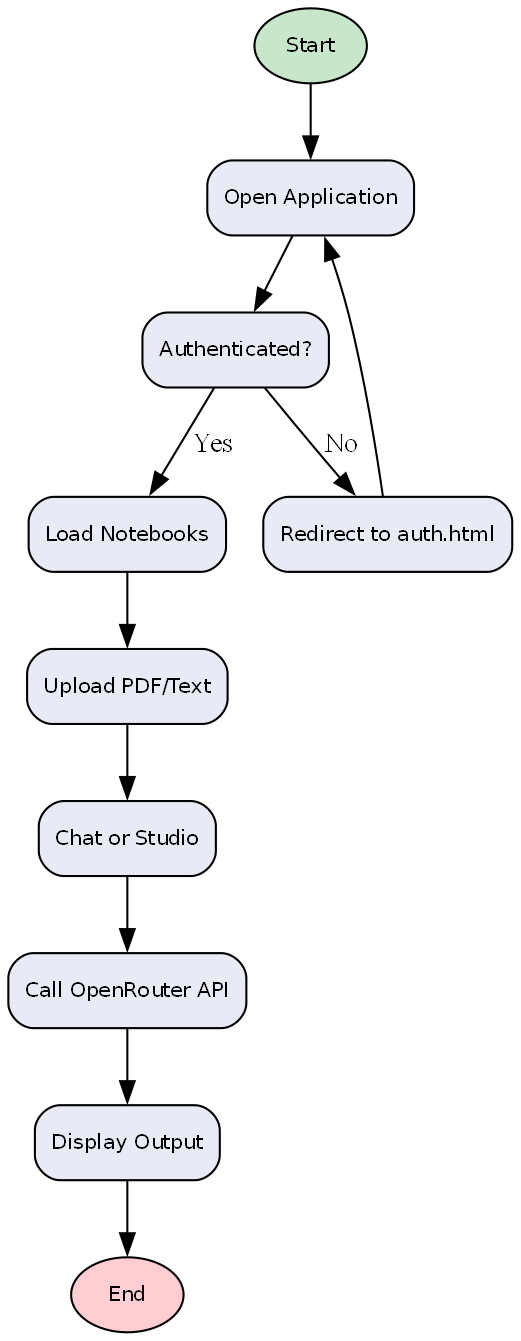 Start
Open Application
Authenticated?
Yes
No
Load Notebooks
Redirect to auth.html
Upload PDF/Text
Chat or Studio
Call OpenRouter API
Display Output
End